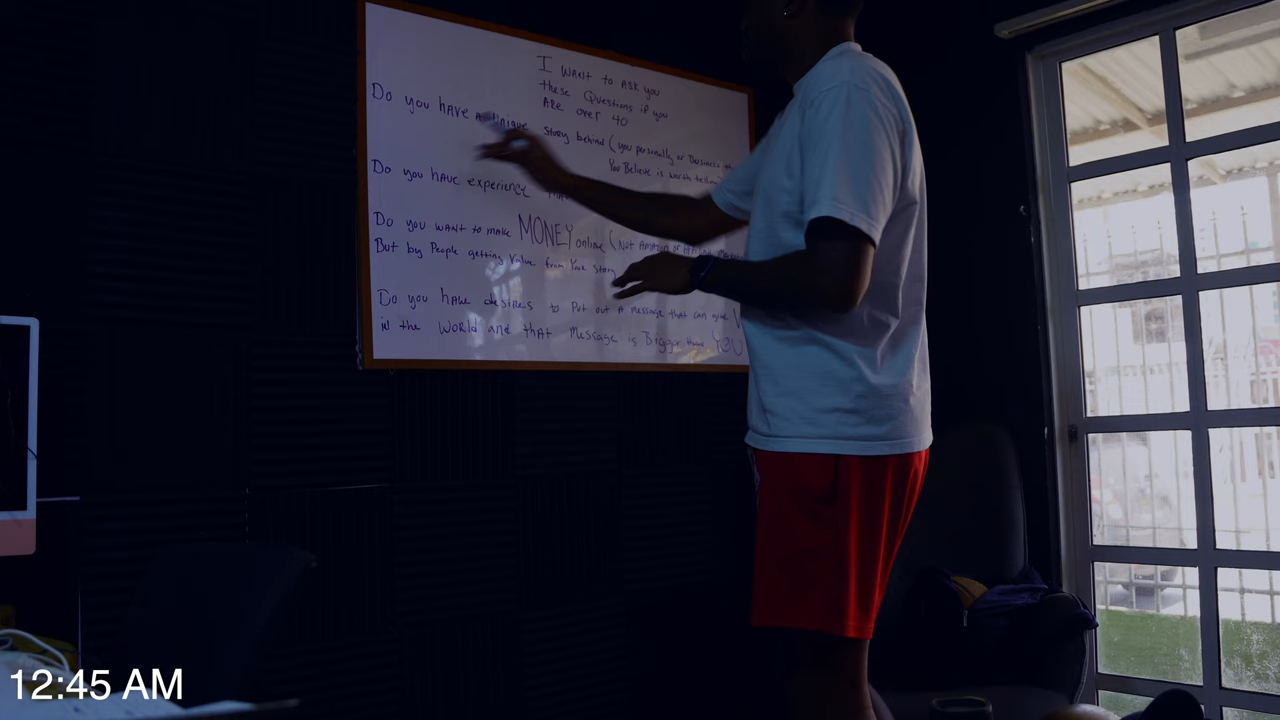 I WANT to ASK you
these Questions if you
ARE over 40
Do you HAVE A Unique Story behind (you personally or Business
You Believe is worth
Do you HAVE experience
Do you WANT to make MONEY online (Not
But by People getting Value from Your Story
Do you HAVE desires to Put out A message that can
in the WORLD and that Message is Bigger than YOU
12:45 AM